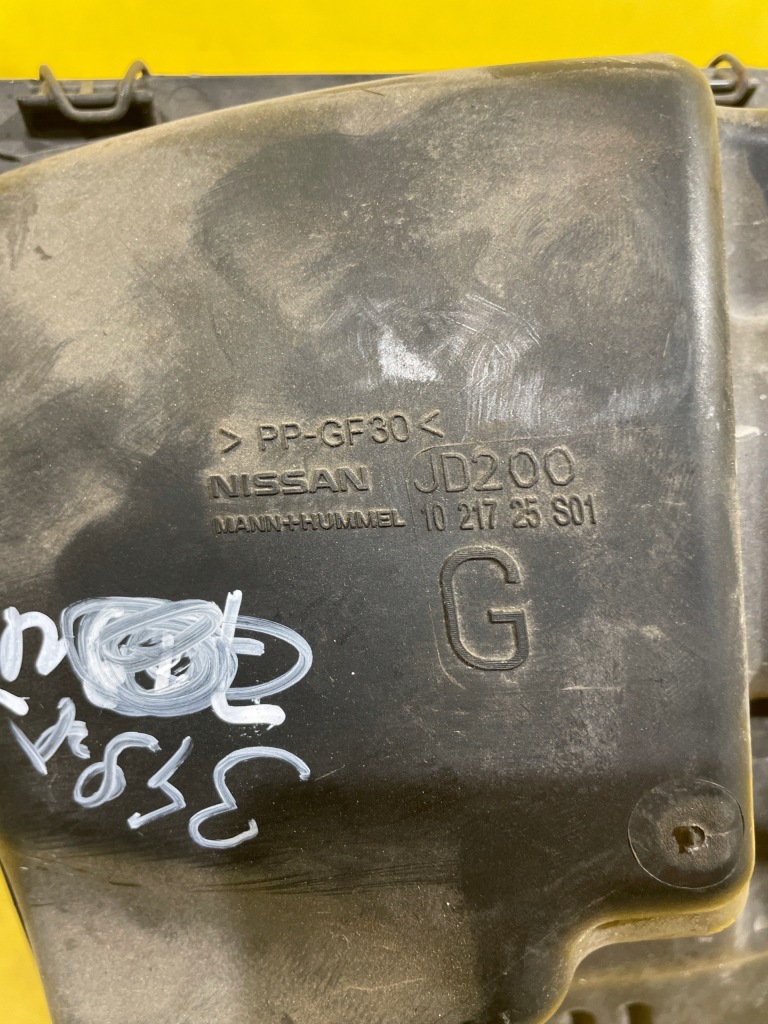 > PP-GF30 <
NISSAN JD200
MANN+HUMMEL 10 217 25 S01
G